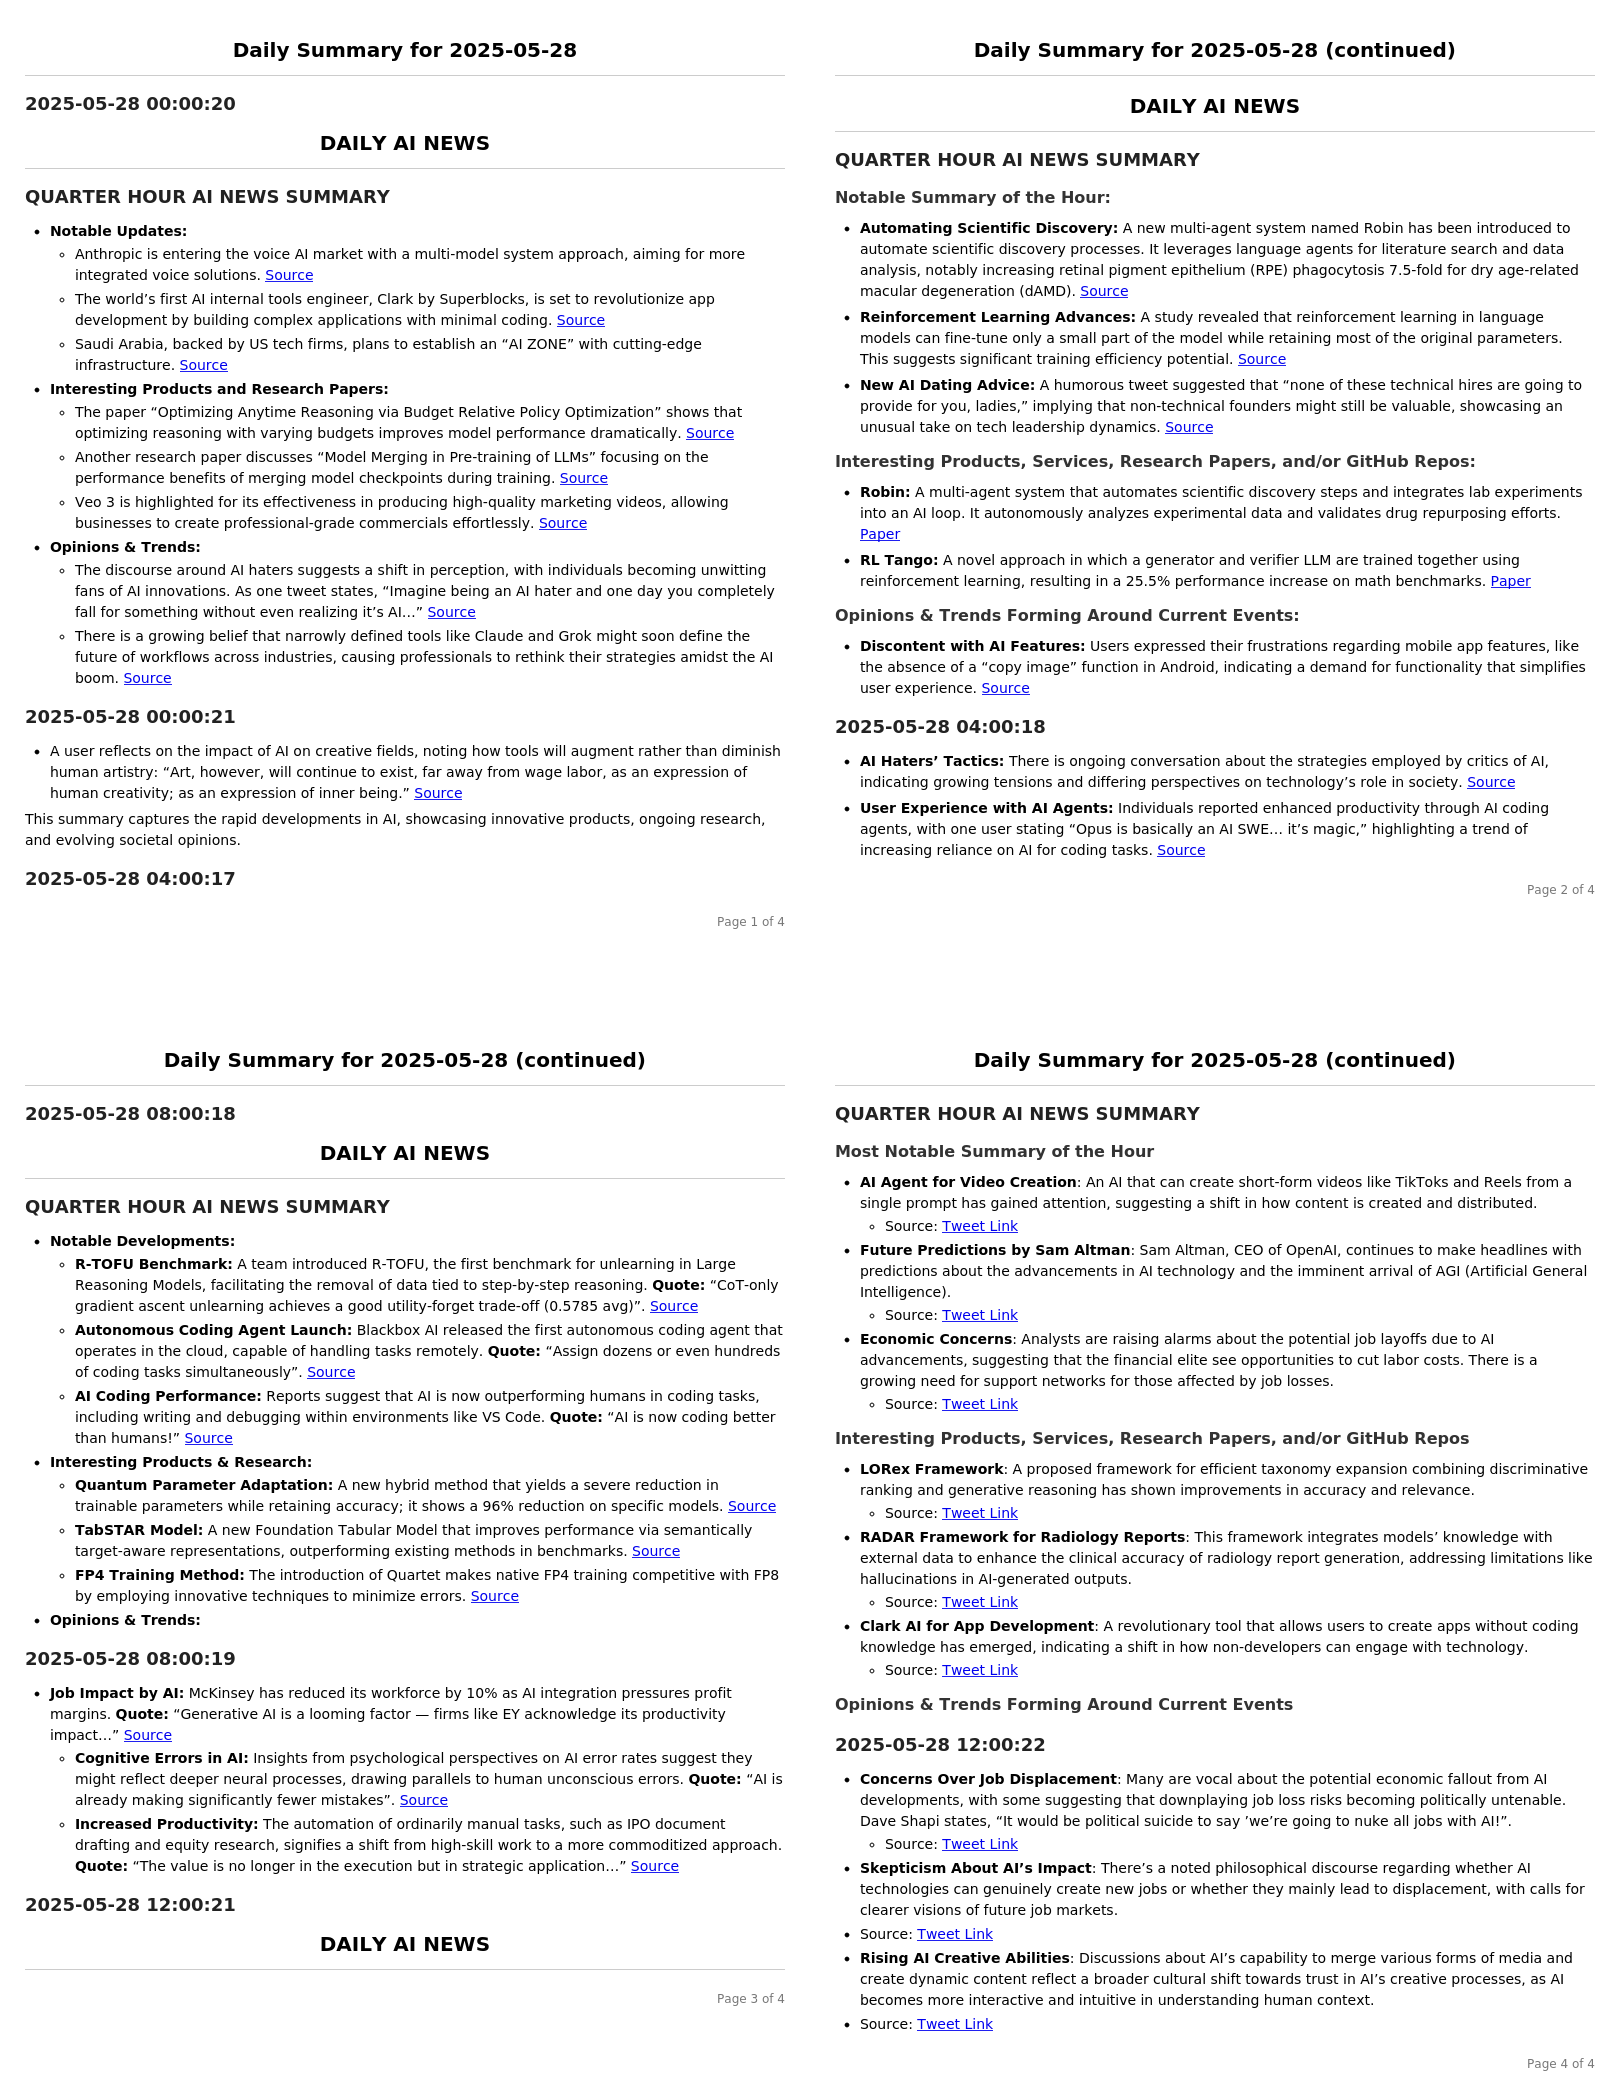 Daily Summary for 2025-05-28
2025-05-28 00:00:20
DAILY AI NEWS
QUARTER HOUR AI NEWS SUMMARY
• Notable Updates:
◦ Anthropic is entering the voice AI market with a multi-model system approach, aiming for more
integrated voice solutions. Source
◦ The world’s first AI internal tools engineer, Clark by Superblocks, is set to revolutionize app
development by building complex applications with minimal coding. Source
◦ Saudi Arabia, backed by US tech firms, plans to establish an “AI ZONE” with cutting-edge
infrastructure. Source
• Interesting Products and Research Papers:
◦ The paper “Optimizing Anytime Reasoning via Budget Relative Policy Optimization” shows that
optimizing reasoning with varying budgets improves model performance dramatically. Source
◦ Another research paper discusses “Model Merging in Pre-training of LLMs” focusing on the
performance benefits of merging model checkpoints during training. Source
◦ Veo 3 is highlighted for its effectiveness in producing high-quality marketing videos, allowing
businesses to create professional-grade commercials effortlessly. Source
• Opinions & Trends:
◦ The discourse around AI haters suggests a shift in perception, with individuals becoming unwitting
fans of AI innovations. As one tweet states, “Imagine being an AI hater and one day you completely
fall for something without even realizing it’s AI…” Source
◦ There is a growing belief that narrowly defined tools like Claude and Grok might soon define the
future of workflows across industries, causing professionals to rethink their strategies amidst the AI
boom. Source
2025-05-28 00:00:21
• A user reflects on the impact of AI on creative fields, noting how tools will augment rather than diminish
human artistry: “Art, however, will continue to exist, far away from wage labor, as an expression of
human creativity; as an expression of inner being.” Source
This summary captures the rapid developments in AI, showcasing innovative products, ongoing research,
and evolving societal opinions.
2025-05-28 04:00:17
Page 1 of 4
Daily Summary for 2025-05-28 (continued)
DAILY AI NEWS
QUARTER HOUR AI NEWS SUMMARY
Notable Summary of the Hour:
• Automating Scientific Discovery: A new multi-agent system named Robin has been introduced to
automate scientific discovery processes. It leverages language agents for literature search and data
analysis, notably increasing retinal pigment epithelium (RPE) phagocytosis 7.5-fold for dry age-related
macular degeneration (dAMD). Source
• Reinforcement Learning Advances: A study revealed that reinforcement learning in language
models can fine-tune only a small part of the model while retaining most of the original parameters.
This suggests significant training efficiency potential. Source
• New AI Dating Advice: A humorous tweet suggested that “none of these technical hires are going to
provide for you, ladies,” implying that non-technical founders might still be valuable, showcasing an
unusual take on tech leadership dynamics. Source
Interesting Products, Services, Research Papers, and/or GitHub Repos:
• Robin: A multi-agent system that automates scientific discovery steps and integrates lab experiments
into an AI loop. It autonomously analyzes experimental data and validates drug repurposing efforts.
Paper
• RL Tango: A novel approach in which a generator and verifier LLM are trained together using
reinforcement learning, resulting in a 25.5% performance increase on math benchmarks. Paper
Opinions & Trends Forming Around Current Events:
• Discontent with AI Features: Users expressed their frustrations regarding mobile app features, like
the absence of a “copy image” function in Android, indicating a demand for functionality that simplifies
user experience. Source
2025-05-28 04:00:18
• AI Haters’ Tactics: There is ongoing conversation about the strategies employed by critics of AI,
indicating growing tensions and differing perspectives on technology’s role in society. Source
• User Experience with AI Agents: Individuals reported enhanced productivity through AI coding
agents, with one user stating “Opus is basically an AI SWE… it’s magic,” highlighting a trend of
increasing reliance on AI for coding tasks. Source
Page 2 of 4
Daily Summary for 2025-05-28 (continued)
2025-05-28 08:00:18
DAILY AI NEWS
QUARTER HOUR AI NEWS SUMMARY
• Notable Developments:
◦ R-TOFU Benchmark: A team introduced R-TOFU, the first benchmark for unlearning in Large
Reasoning Models, facilitating the removal of data tied to step-by-step reasoning. Quote: “CoT-only
gradient ascent unlearning achieves a good utility-forget trade-off (0.5785 avg)”. Source
◦ Autonomous Coding Agent Launch: Blackbox AI released the first autonomous coding agent that
operates in the cloud, capable of handling tasks remotely. Quote: “Assign dozens or even hundreds
of coding tasks simultaneously”. Source
◦ AI Coding Performance: Reports suggest that AI is now outperforming humans in coding tasks,
including writing and debugging within environments like VS Code. Quote: “AI is now coding better
than humans!” Source
• Interesting Products & Research:
◦ Quantum Parameter Adaptation: A new hybrid method that yields a severe reduction in
trainable parameters while retaining accuracy; it shows a 96% reduction on specific models. Source
◦ TabSTAR Model: A new Foundation Tabular Model that improves performance via semantically
target-aware representations, outperforming existing methods in benchmarks. Source
◦ FP4 Training Method: The introduction of Quartet makes native FP4 training competitive with FP8
by employing innovative techniques to minimize errors. Source
• Opinions & Trends:
2025-05-28 08:00:19
• Job Impact by AI: McKinsey has reduced its workforce by 10% as AI integration pressures profit
margins. Quote: “Generative AI is a looming factor — firms like EY acknowledge its productivity
impact…” Source
◦ Cognitive Errors in AI: Insights from psychological perspectives on AI error rates suggest they
might reflect deeper neural processes, drawing parallels to human unconscious errors. Quote: “AI is
already making significantly fewer mistakes”. Source
◦ Increased Productivity: The automation of ordinarily manual tasks, such as IPO document
drafting and equity research, signifies a shift from high-skill work to a more commoditized approach.
Quote: “The value is no longer in the execution but in strategic application…” Source
2025-05-28 12:00:21
DAILY AI NEWS
Page 3 of 4
Daily Summary for 2025-05-28 (continued)
QUARTER HOUR AI NEWS SUMMARY
Most Notable Summary of the Hour
• AI Agent for Video Creation: An AI that can create short-form videos like TikToks and Reels from a
single prompt has gained attention, suggesting a shift in how content is created and distributed.
◦ Source: Tweet Link
• Future Predictions by Sam Altman: Sam Altman, CEO of OpenAI, continues to make headlines with
predictions about the advancements in AI technology and the imminent arrival of AGI (Artificial General
Intelligence).
◦ Source: Tweet Link
• Economic Concerns: Analysts are raising alarms about the potential job layoffs due to AI
advancements, suggesting that the financial elite see opportunities to cut labor costs. There is a
growing need for support networks for those affected by job losses.
◦ Source: Tweet Link
Interesting Products, Services, Research Papers, and/or GitHub Repos
• LORex Framework: A proposed framework for efficient taxonomy expansion combining discriminative
ranking and generative reasoning has shown improvements in accuracy and relevance.
◦ Source: Tweet Link
• RADAR Framework for Radiology Reports: This framework integrates models’ knowledge with
external data to enhance the clinical accuracy of radiology report generation, addressing limitations like
hallucinations in AI-generated outputs.
◦ Source: Tweet Link
• Clark AI for App Development: A revolutionary tool that allows users to create apps without coding
knowledge has emerged, indicating a shift in how non-developers can engage with technology.
◦ Source: Tweet Link
Opinions & Trends Forming Around Current Events
2025-05-28 12:00:22
• Concerns Over Job Displacement: Many are vocal about the potential economic fallout from AI
developments, with some suggesting that downplaying job loss risks becoming politically untenable.
Dave Shapi states, “It would be political suicide to say ’we’re going to nuke all jobs with AI!”.
◦ Source: Tweet Link
• Skepticism About AI’s Impact: There’s a noted philosophical discourse regarding whether AI
technologies can genuinely create new jobs or whether they mainly lead to displacement, with calls for
clearer visions of future job markets.
• Source: Tweet Link
• Rising AI Creative Abilities: Discussions about AI’s capability to merge various forms of media and
create dynamic content reflect a broader cultural shift towards trust in AI’s creative processes, as AI
becomes more interactive and intuitive in understanding human context.
• Source: Tweet Link
Page 4 of 4